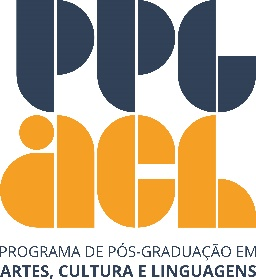 PPG
ACL
PROGRAMA DE PÓS-GRADUAÇÃO EM
ARTES, CULTURA E LINGUAGENS